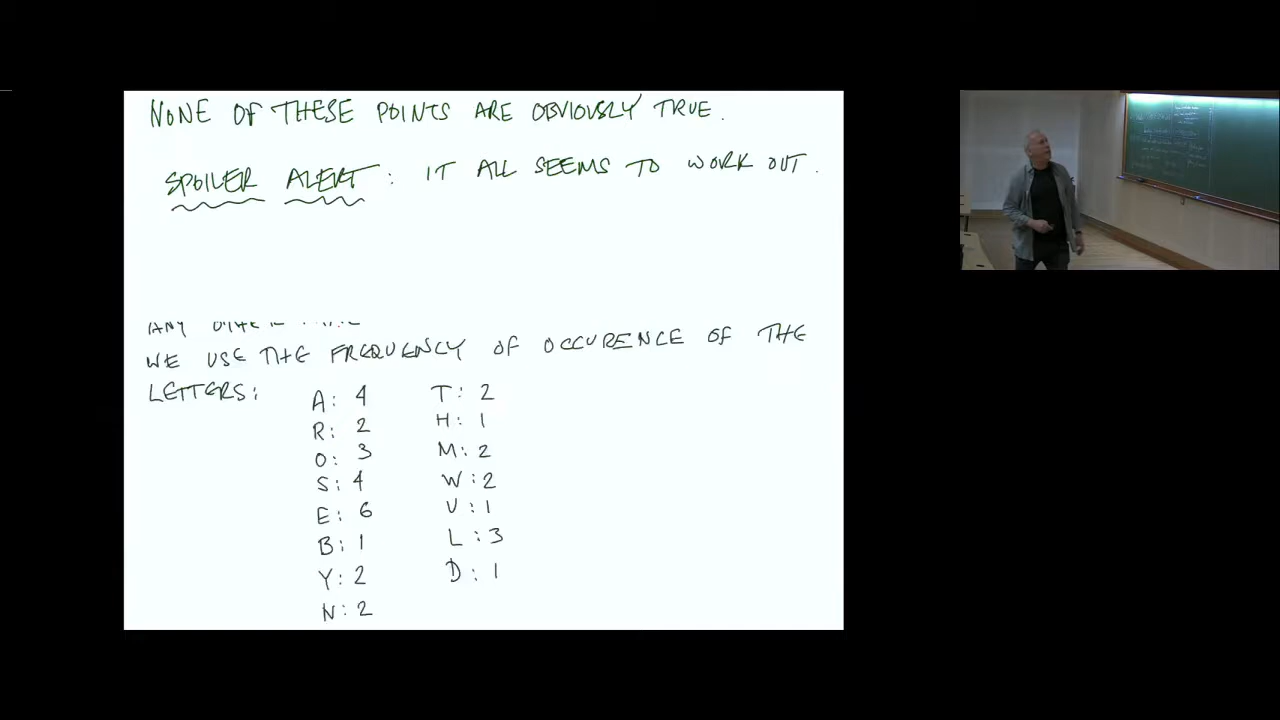 NONE OF THESE POINTS ARE OBVIOUSLY TRUE.
SPOILER ALERT: IT ALL SEEMS TO WORK OUT.
ANY OTHER
WE USE THE FREQUENCY OF OCCURENCE OF THE
LETTERS:
A: 4 T: 2
R: 2 H: 1
O: 3 M: 2
S: 4 W: 2
E: 6 U: 1
B: 1 L: 3
Y: 2 D: 1
N: 2